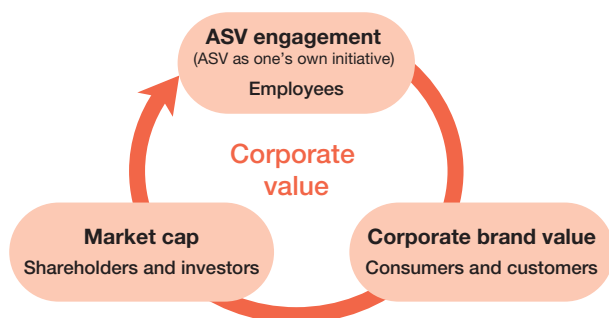 ASV engagement
(ASV as one's own initiative)
Employees
Corporate
value
Market cap
Shareholders and investors
Corporate brand value
Consumers and customers